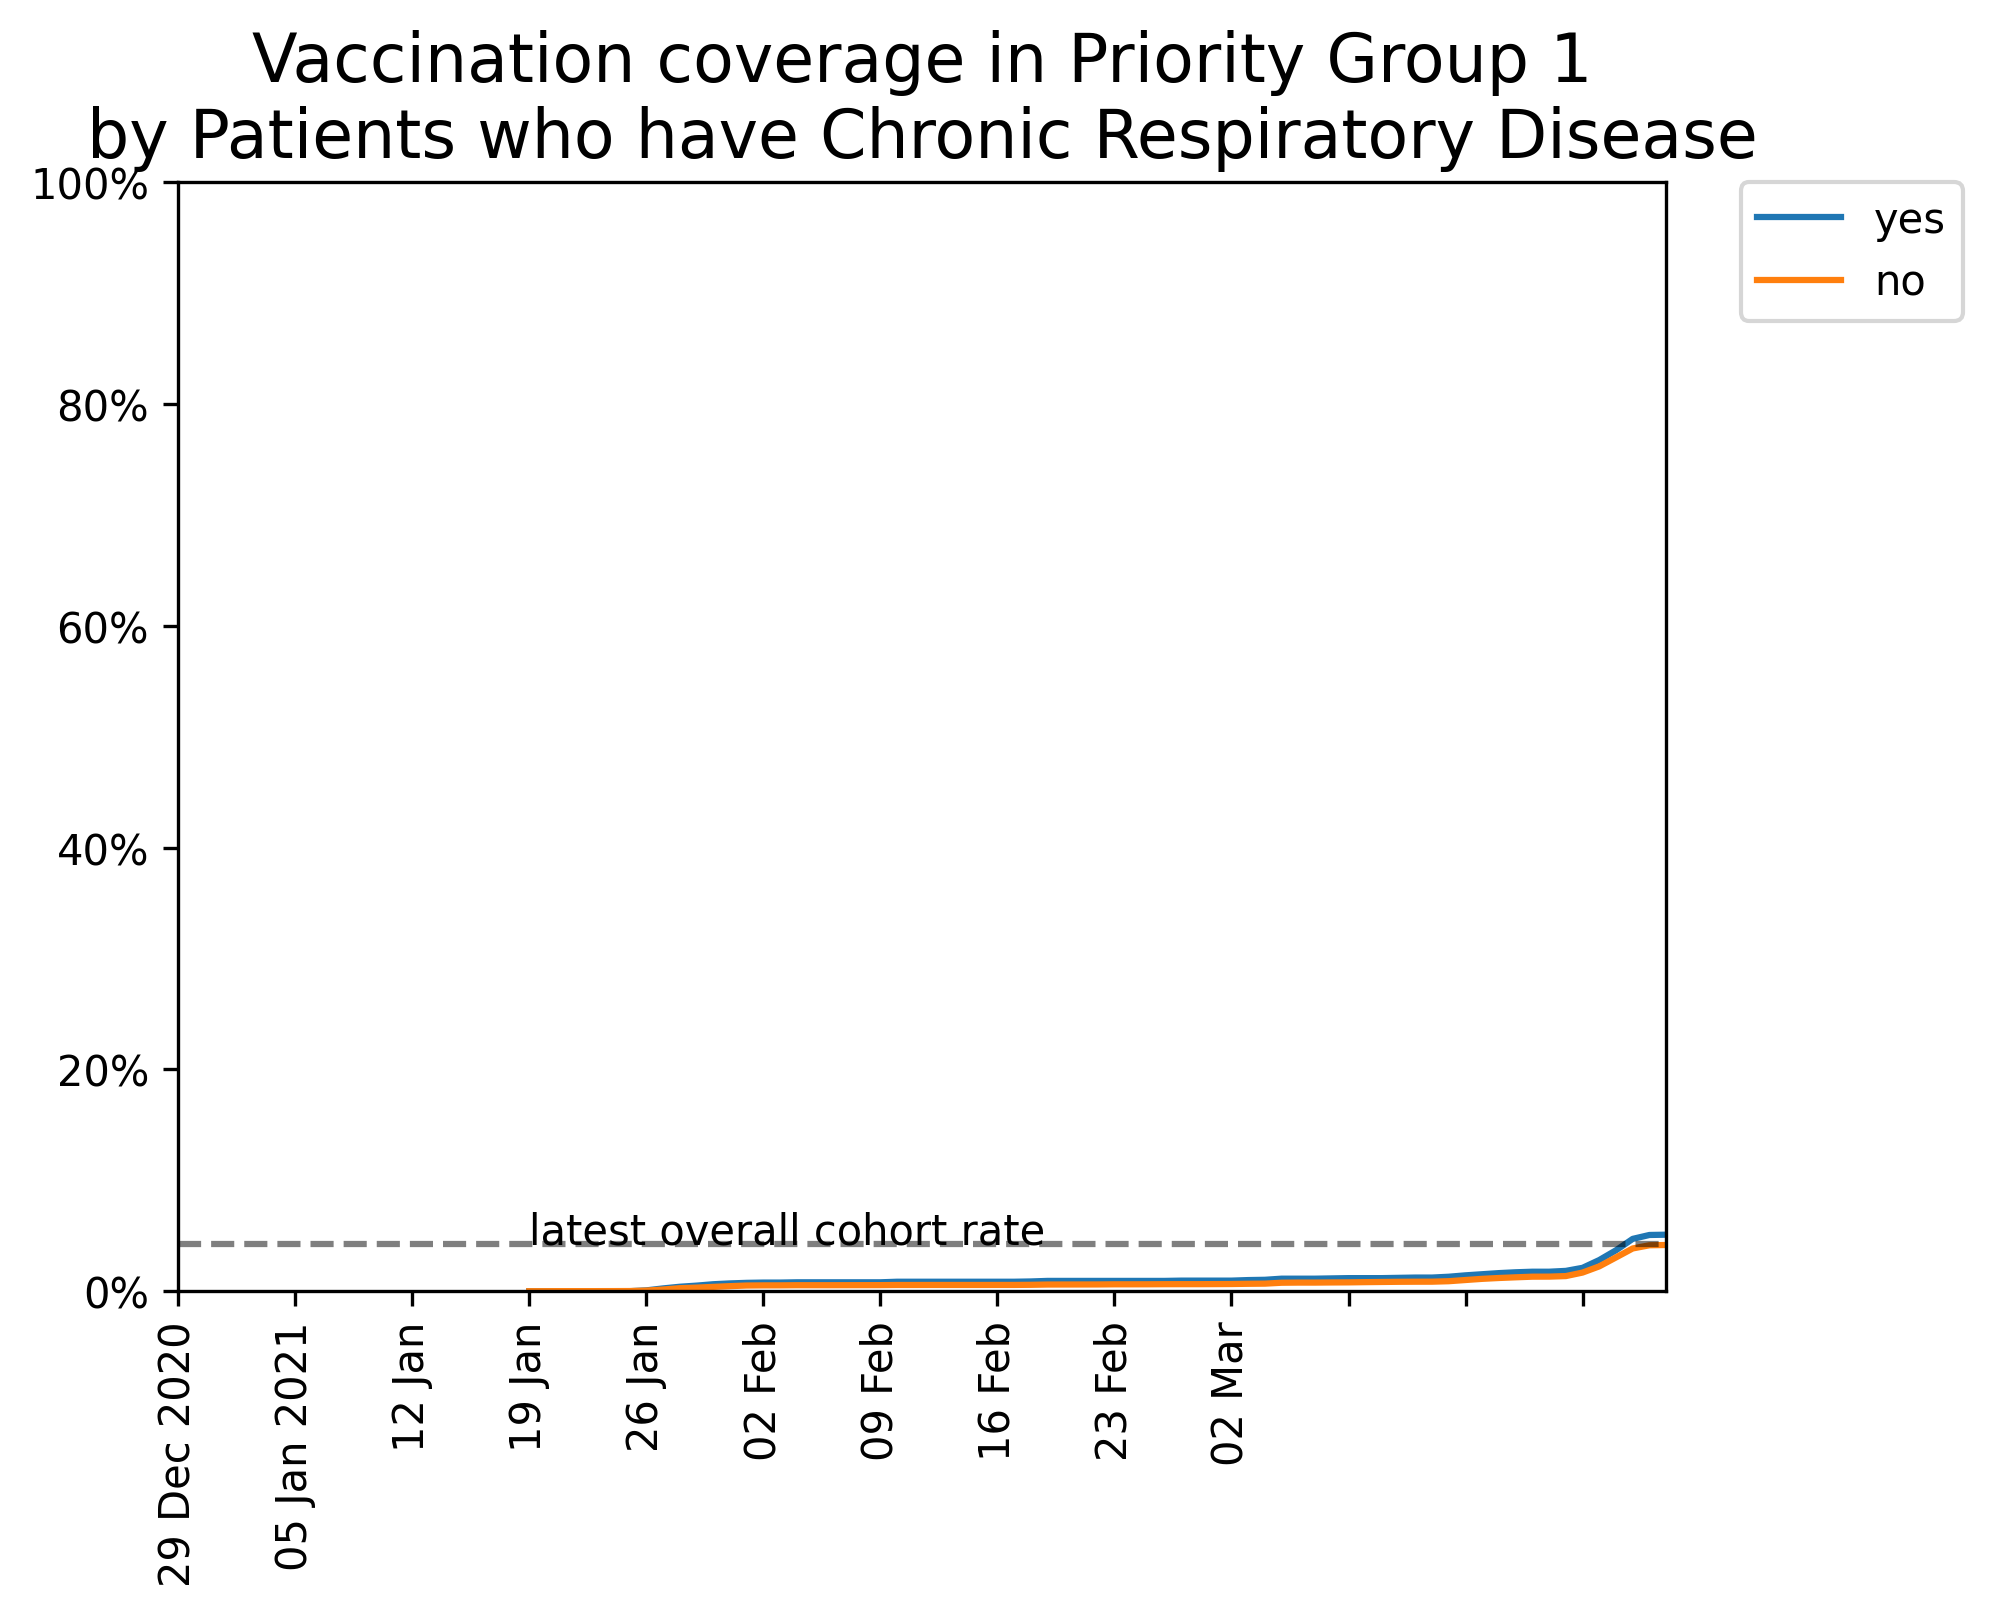 Vaccination coverage in Priority Group 1
by Patients who have Chronic Respiratory Disease
100%
80%
60%
40%
20%
0%
yes
no
latest overall cohort rate
29 Dec 2020
05 Jan 2021
12 Jan
19 Jan
26 Jan
02 Feb
09 Feb
16 Feb
23 Feb
02 Mar